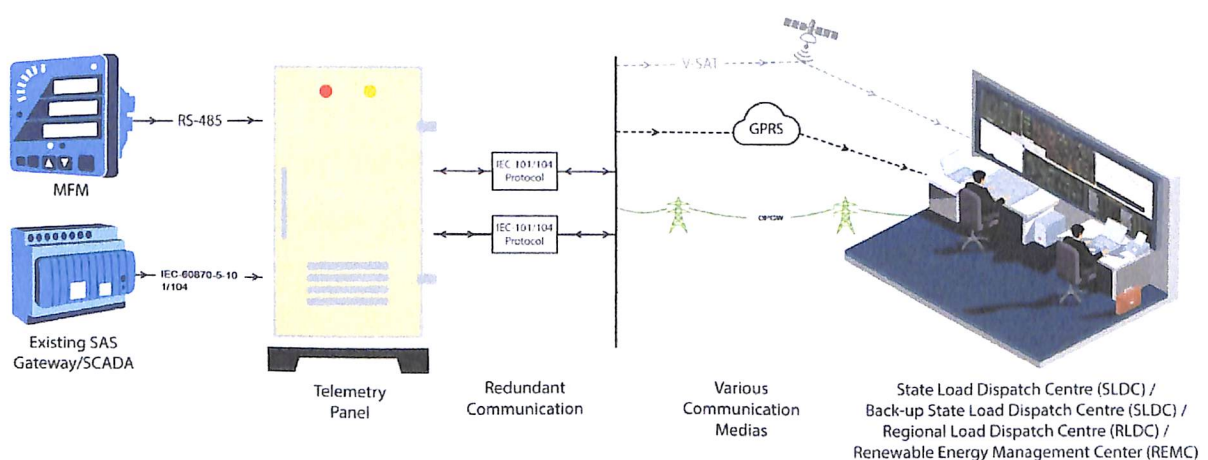 V-SAT
RS-485
GPRS
MFM
IEC-101/104
Protocol
IEC-101/104
Protocol
OPGW
IEC-60870-5-10
1/104
Existing SAS
Gateway/SCADA
Telemetry
Panel
Redundant
Communication
Various
Communication
Medias
State Load Dispatch Centre (SLDC) /
Back-up State Load Dispatch Centre (SLDC) /
Regional Load Dispatch Centre (RLDC) /
Renewable Energy Management Center (REMC)